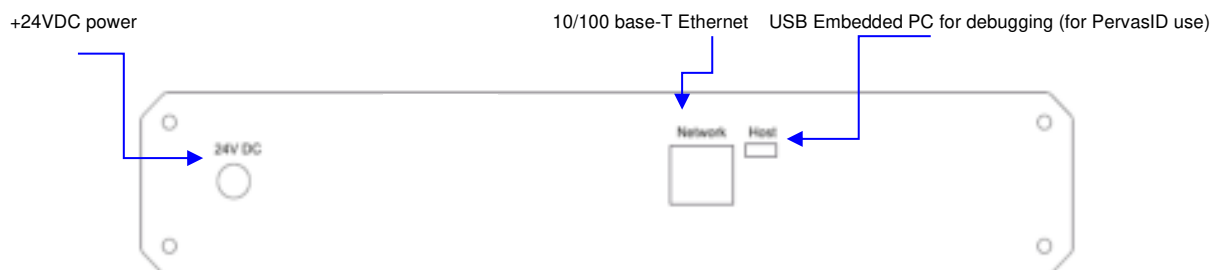 +24VDC power
10/100 base-T Ethernet
USB Embedded PC for debugging (for PervasID use)
24V DC
Network
Host